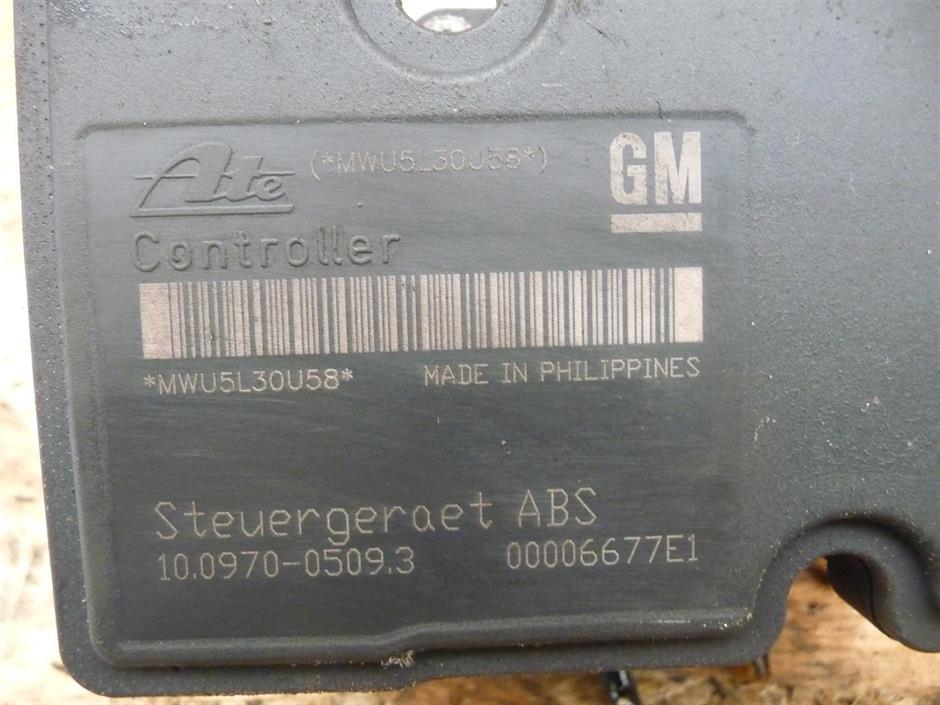 Ate (*MWU5L30U58*) GM
Controller
*MWU5L30U58* MADE IN PHILIPPINES
Steuergeraet ABS
10.0970-0509.3 00006677E1